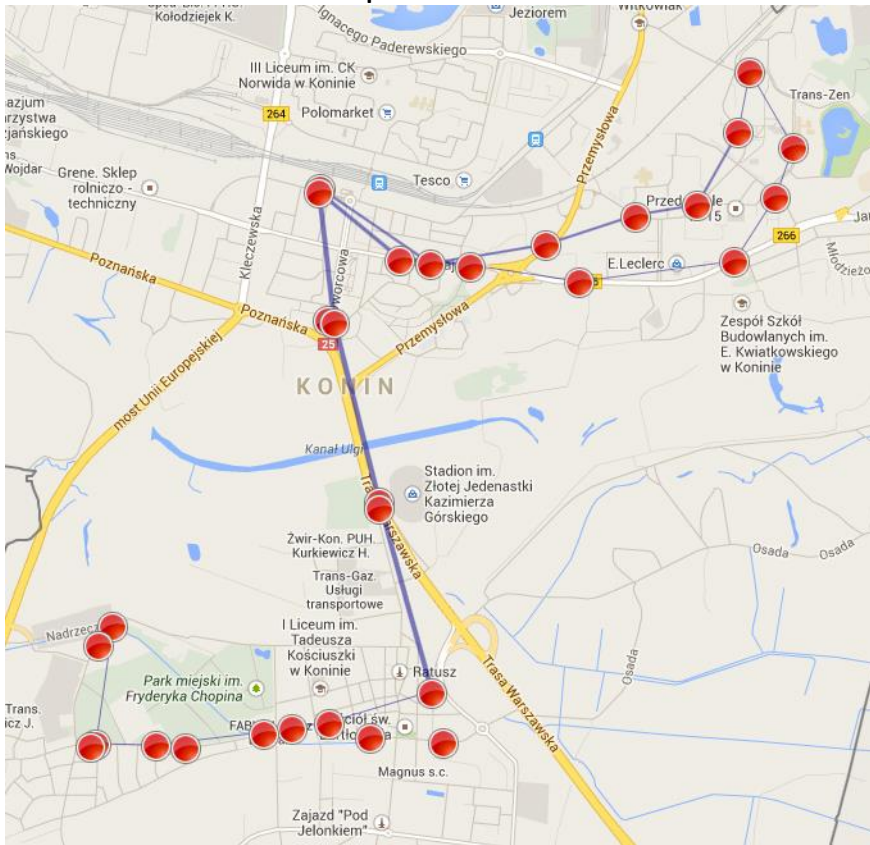 Kołodziejek K.
Jeziorem
Witkowiak
Ignacego Paderewskiego
III Liceum im. CK
Norwida w Koninie
264
Polomarket
Trans-Zen
Przemysłowa
Wojdar
Grene. Sklep
rolniczo -
techniczny
Tesco
Kleczewska
15
266
Poznańska
E.Leclerc
Poznańska
25
Przemysłowa
Zespół Szkół
Budowlanych im.
E. Kwiatkowskiego
w Koninie
most Unii Europejskiej
KONIN
Kanał Ulgi
Stadion im.
Złotej Jedenastki
Kazimierza
Górskiego
Żwir-Kon. PUH.
Kurkiewicz H.
Osada
Osada
Trans-Gaz.
Usługi
transportowe
I Liceum im.
Tadeusza
Kościuszki
w Koninie
Ratusz
Trasa Warszawska
Osada
Park miejski im.
Fryderyka Chopina
Trans.
Magnus s.c.
Zajazd "Pod
Jelonkiem"